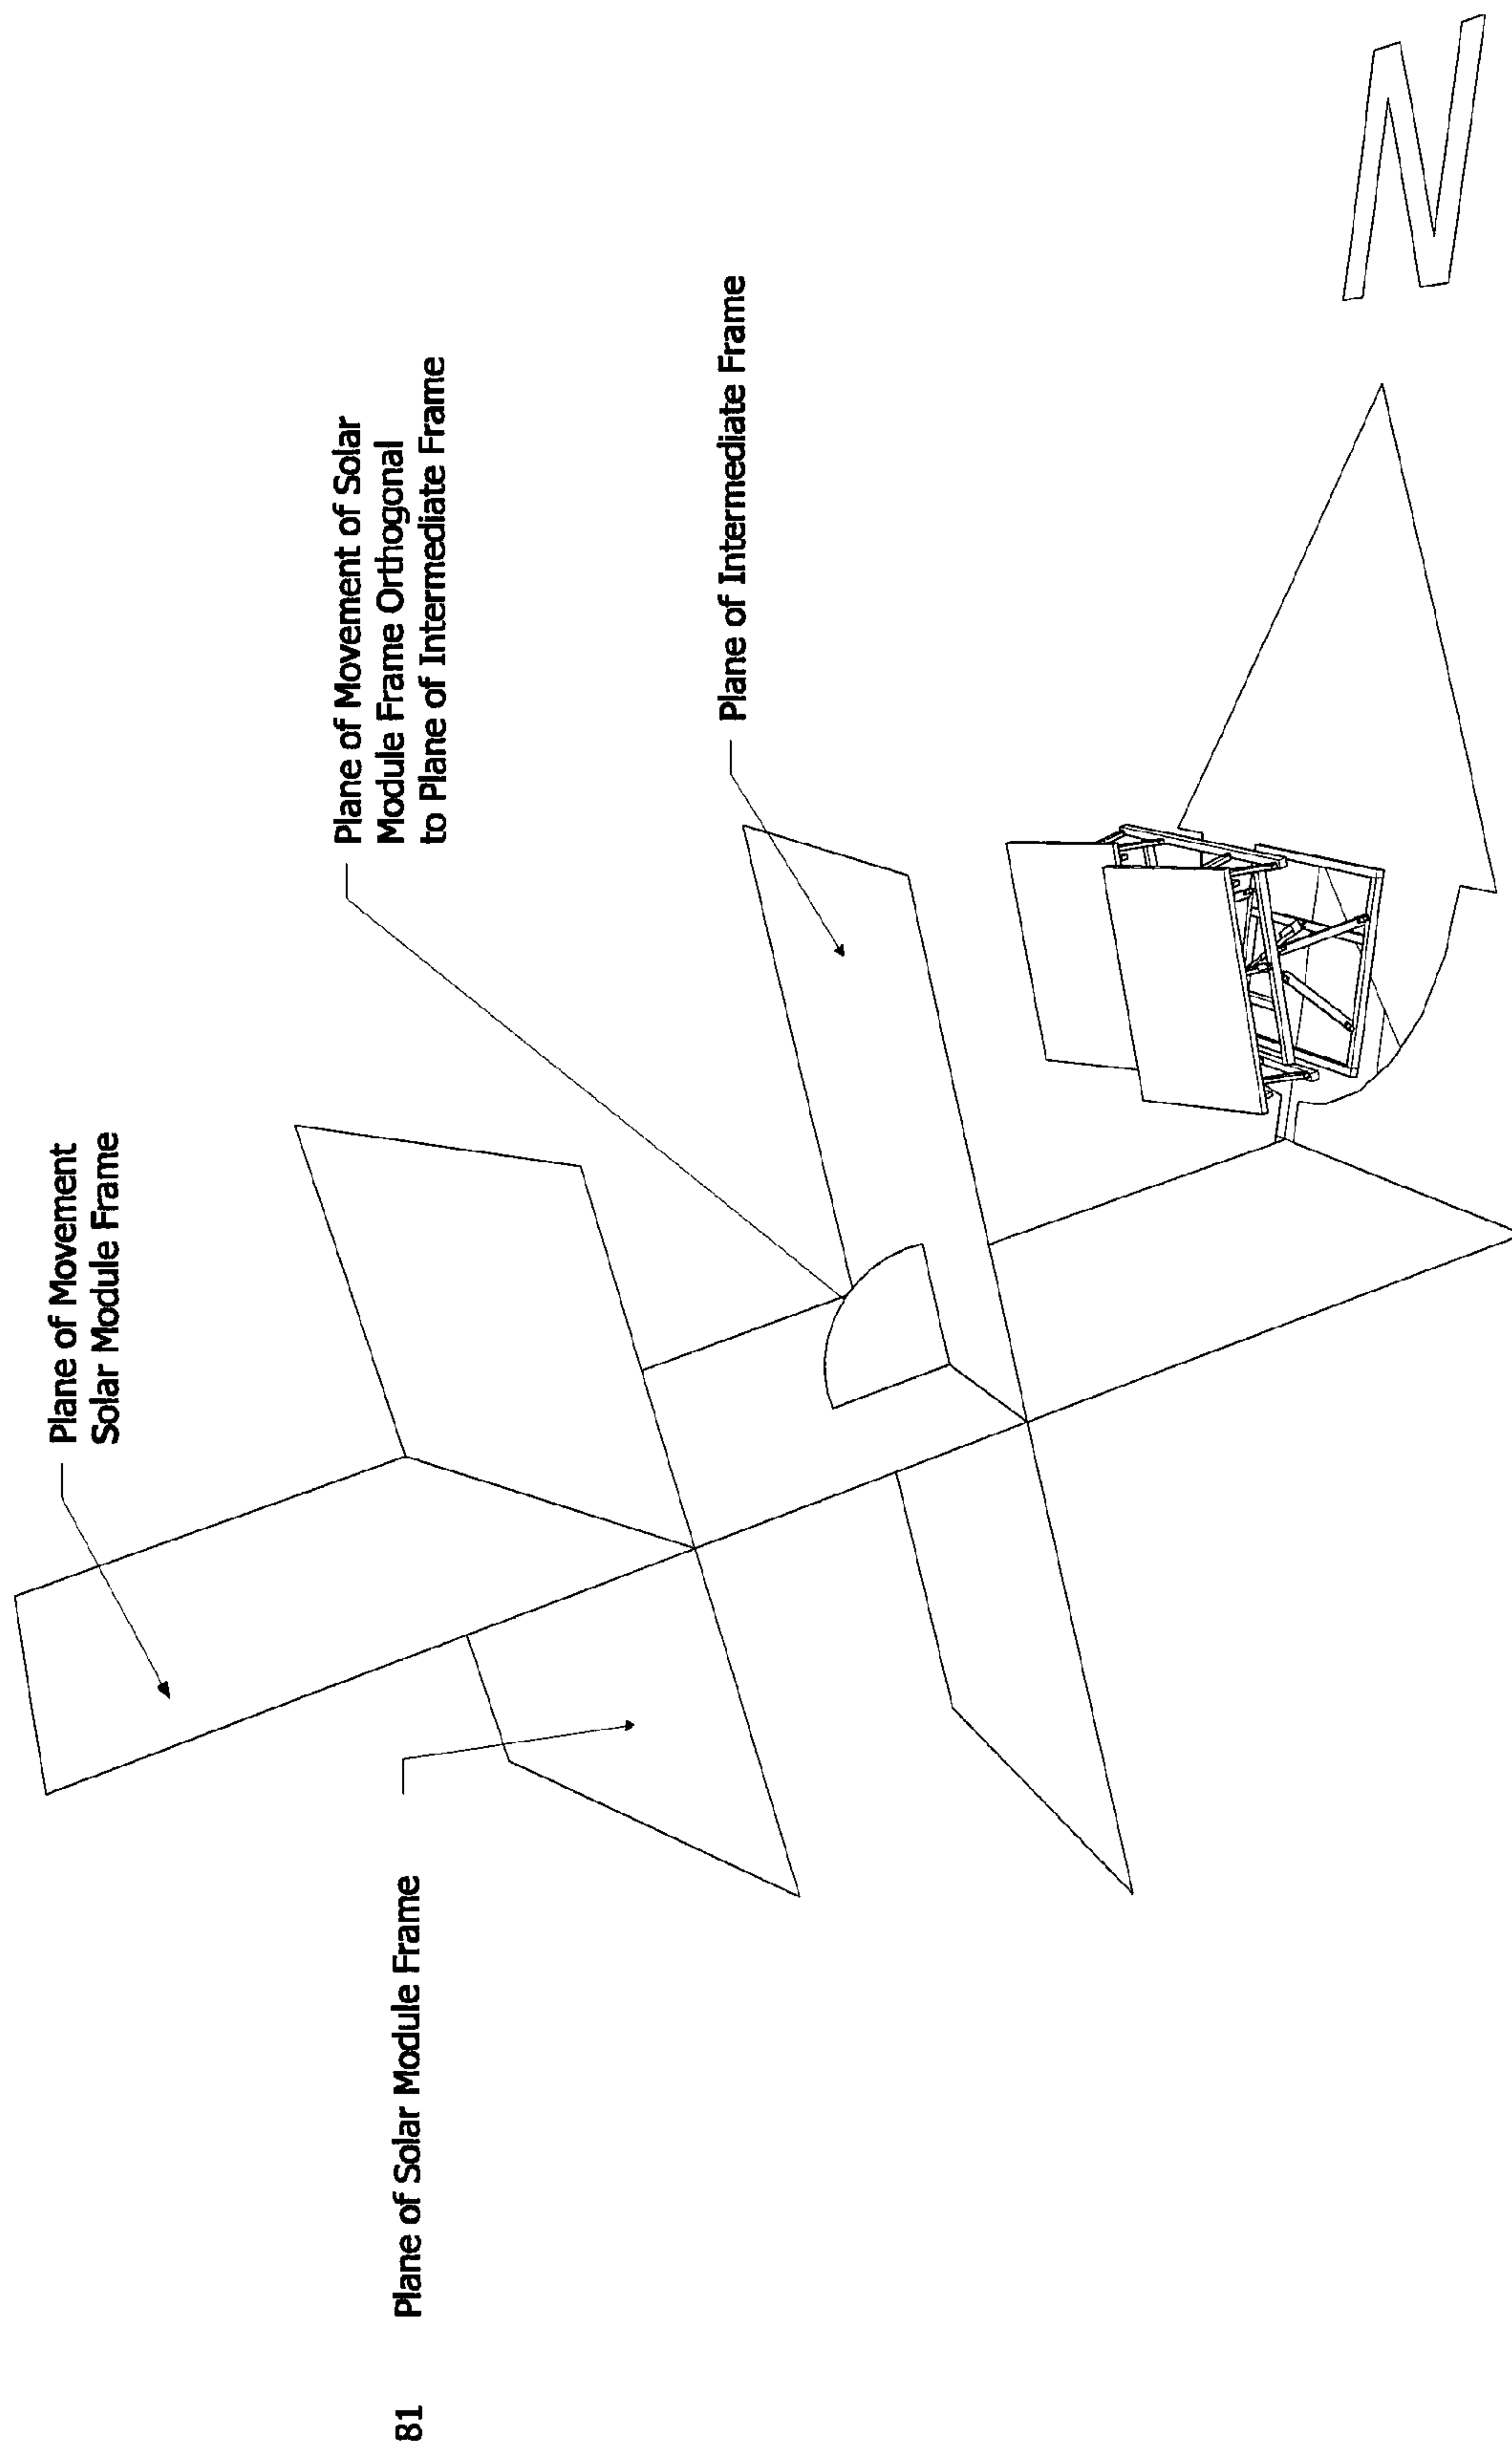 Plane of Movement
Solar Module Frame
Plane of Movement of Solar
Module Frame Orthogonal
to Plane of Intermediate Frame
81 Plane of Solar Module Frame
Plane of Intermediate Frame
N